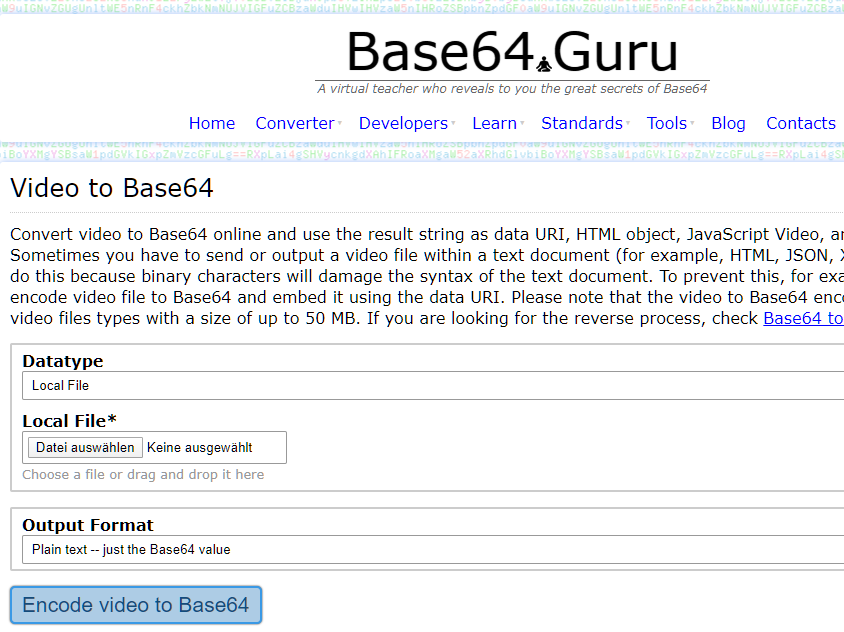 Base64 Guru
A virtual teacher who reveals to you the great secrets of Base64
Home Converter Developers Learn Standards Tools Blog Contacts
Video to Base64
Convert video to Base64 online and use the result string as data URI, HTML object, JavaScript Video, a
Sometimes you have to send or output a video file within a text document (for example, HTML, JSON,
do this because binary characters will damage the syntax of the text document. To prevent this, for exa
encode video file to Base64 and embed it using the data URI. Please note that the video to Base64 enc
video files types with a size of up to 50 MB. If you are looking for the reverse process, check Base64 to
Datatype
Local File
Local File*
Datei auswählen Keine ausgewählt
Choose a file or drag and drop it here
Output Format
Plain text -- just the Base64 value
Encode video to Base64